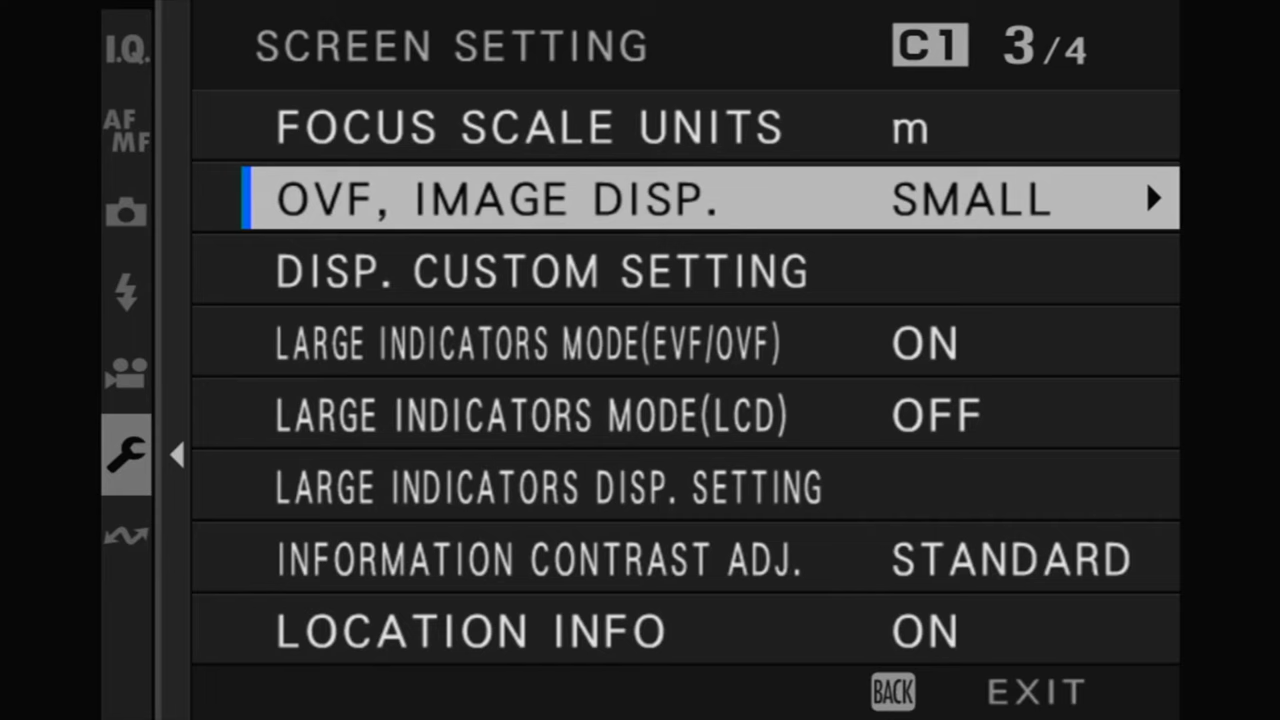 I.Q. SCREEN SETTING C1 3/4
AF MF FOCUS SCALE UNITS m
OVF, IMAGE DISP. SMALL
DISP. CUSTOM SETTING
LARGE INDICATORS MODE(EVF/OVF) ON
LARGE INDICATORS MODE(LCD) OFF
LARGE INDICATORS DISP. SETTING
INFORMATION CONTRAST ADJ. STANDARD
LOCATION INFO ON
BACK EXIT